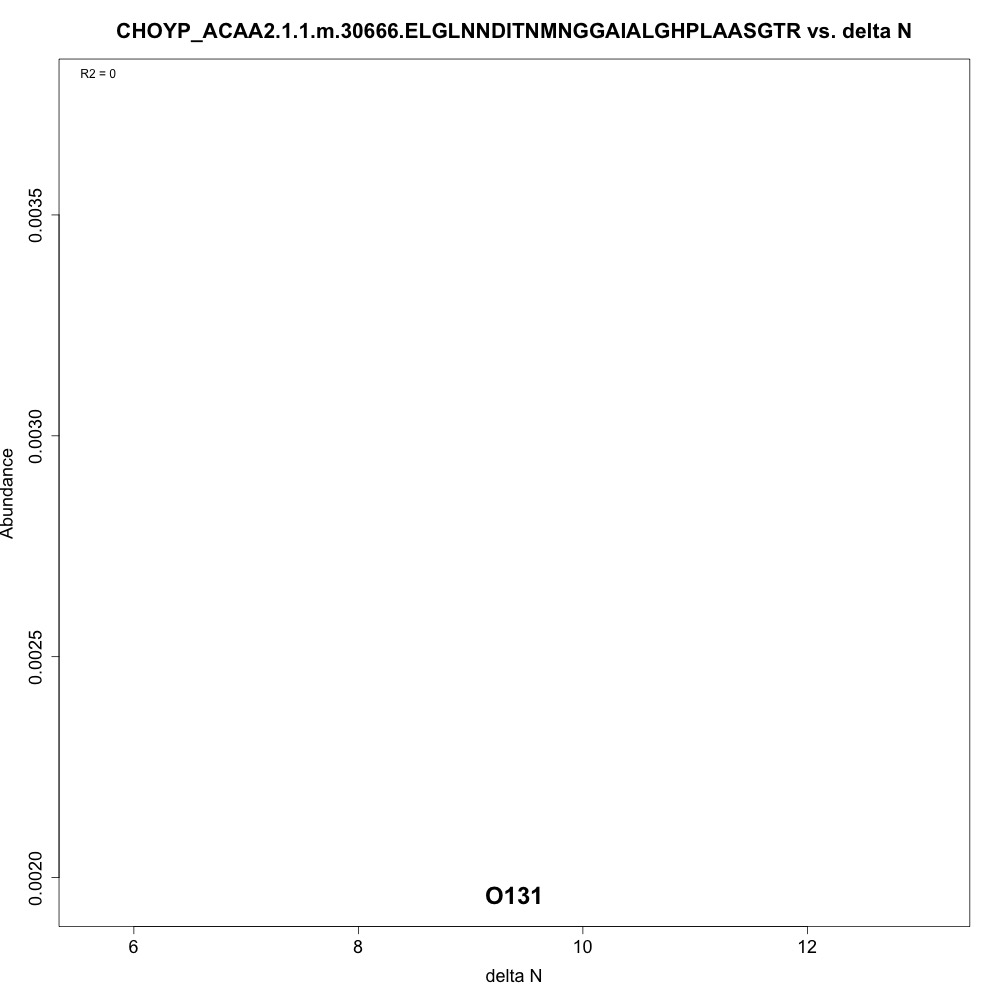 CHOYP_ACAA2.1.1.m.30666.ELGLNNDITNMNGGAIALGHPLAASGTR vs. delta N
R2 = 0
0.0035
0.0030
Abundance
0.0025
0.0020
O131
6 8 10 12
delta N